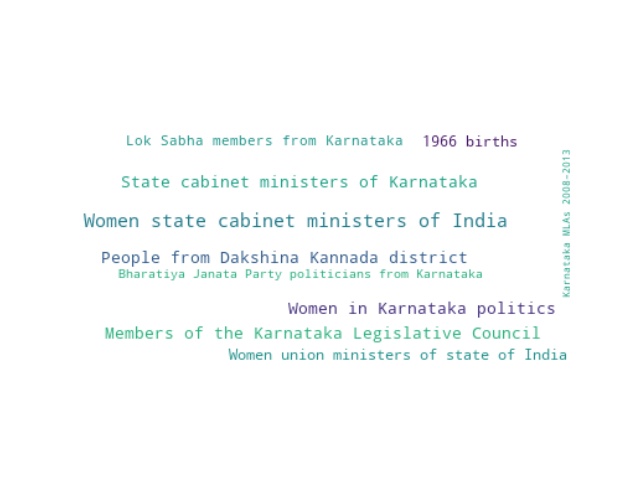 Lok Sabha members from Karnataka
1966 births
Karnataka MLAs 2008–2013
State cabinet ministers of Karnataka
Women state cabinet ministers of India
People from Dakshina Kannada district
Bharatiya Janata Party politicians from Karnataka
Women in Karnataka politics
Members of the Karnataka Legislative Council
Women union ministers of state of India